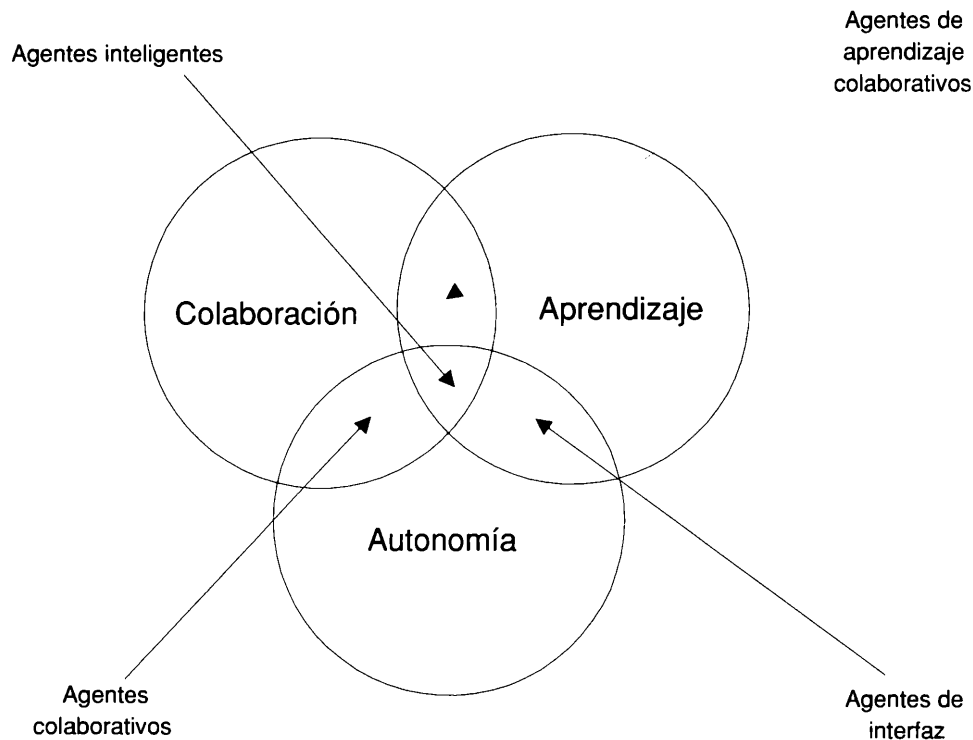 Agentes inteligentes
Agentes de
aprendizaje
colaborativos
Colaboración
Aprendizaje
Autonomía
Agentes
colaborativos
Agentes de
interfaz